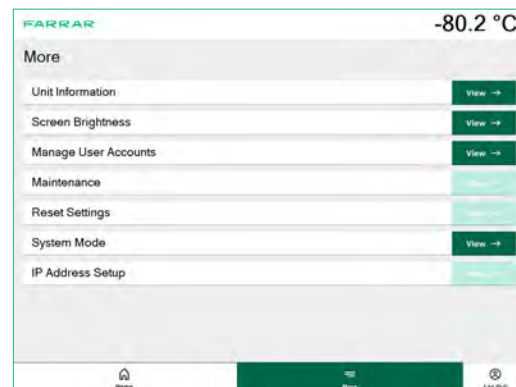 FARRAR
-80.2 °C
More
Unit Information
View →
Screen Brightness
View →
Manage User Accounts
View →
Maintenance
Reset Settings
System Mode
View →
IP Address Setup